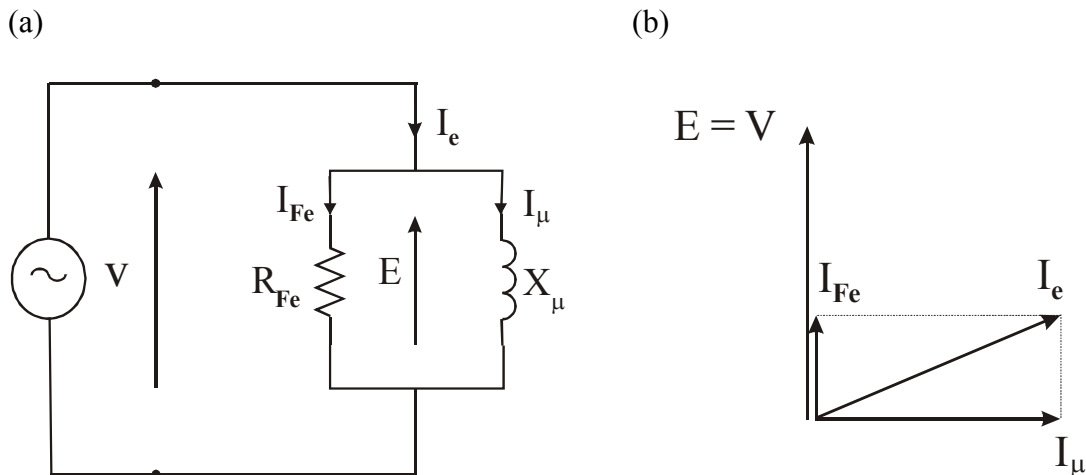 (a)
(b)
E = V
I_e
I_Fe
I_μ
V
R_Fe
E
X_μ
I_Fe
I_e
I_μ